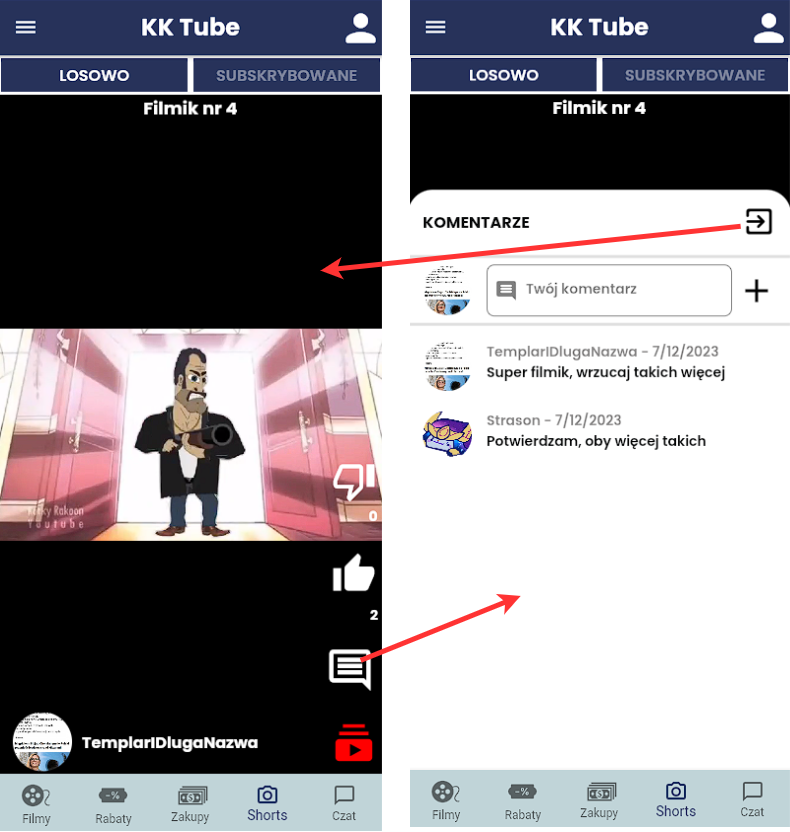 KK Tube
LOSOWO
SUBSKRYBOWANE
Filmik nr 4
Rakoon
Youtube
0
2
TemplarIDlugaNazwa
Filmy
-%
Rabaty
Zakupy
Shorts
Czat
KK Tube
LOSOWO
SUBSKRYBOWANE
Filmik nr 4
KOMENTARZE
Twój komentarz
TemplarIDlugaNazwa - 7/12/2023
Super filmik, wrzucaj takich więcej
Strason - 7/12/2023
Potwierdzam, oby więcej takich
Filmy
-%
Rabaty
Zakupy
Shorts
Czat